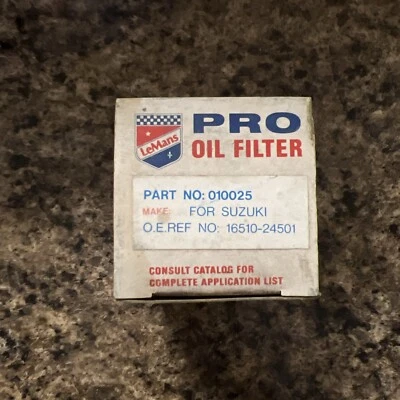 LeMans
PRO
OIL FILTER
PART NO: 010025
MAKE: FOR SUZUKI
O.E.REF NO: 16510-24501
CONSULT CATALOG FOR
COMPLETE APPLICATION LIST